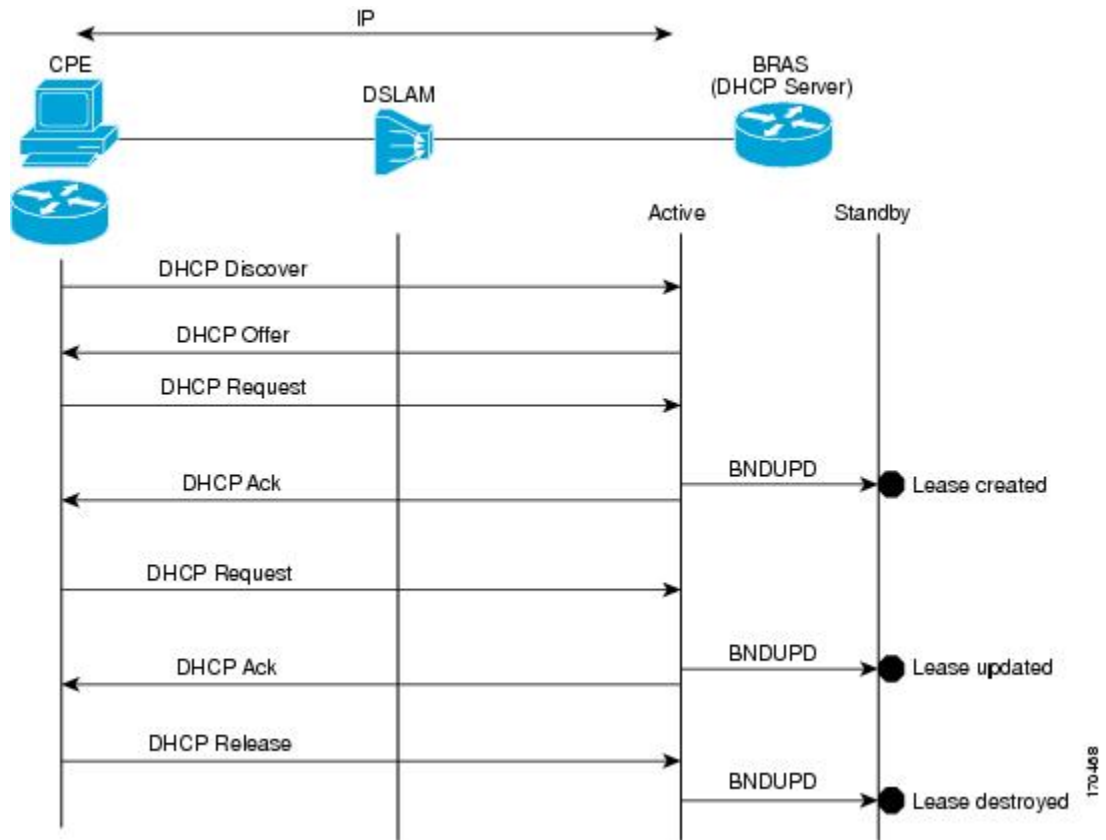 IP
CPE
DSLAM
BRAS
(DHCP Server)
Active
Standby
DHCP Discover
DHCP Offer
DHCP Request
BNDUPD
DHCP Ack
Lease created
DHCP Request
BNDUPD
DHCP Ack
Lease updated
DHCP Release
BNDUPD
Lease destroyed
170468